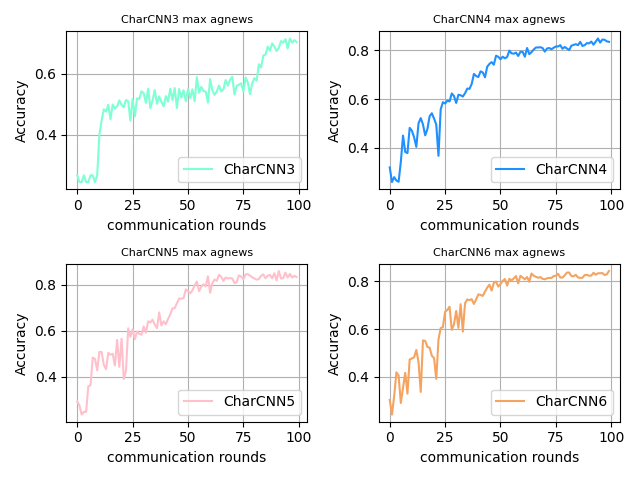 CharCNN3 max agnews
CharCNN4 max agnews
Accuracy
0.6
0.4
CharCNN3
0 25 50 75 100
communication rounds
Accuracy
0.8
0.6
0.4
CharCNN4
0 25 50 75 100
communication rounds
CharCNN5 max agnews
CharCNN6 max agnews
Accuracy
0.8
0.6
0.4
CharCNN5
0 25 50 75 100
communication rounds
Accuracy
0.8
0.6
0.4
CharCNN6
0 25 50 75 100
communication rounds